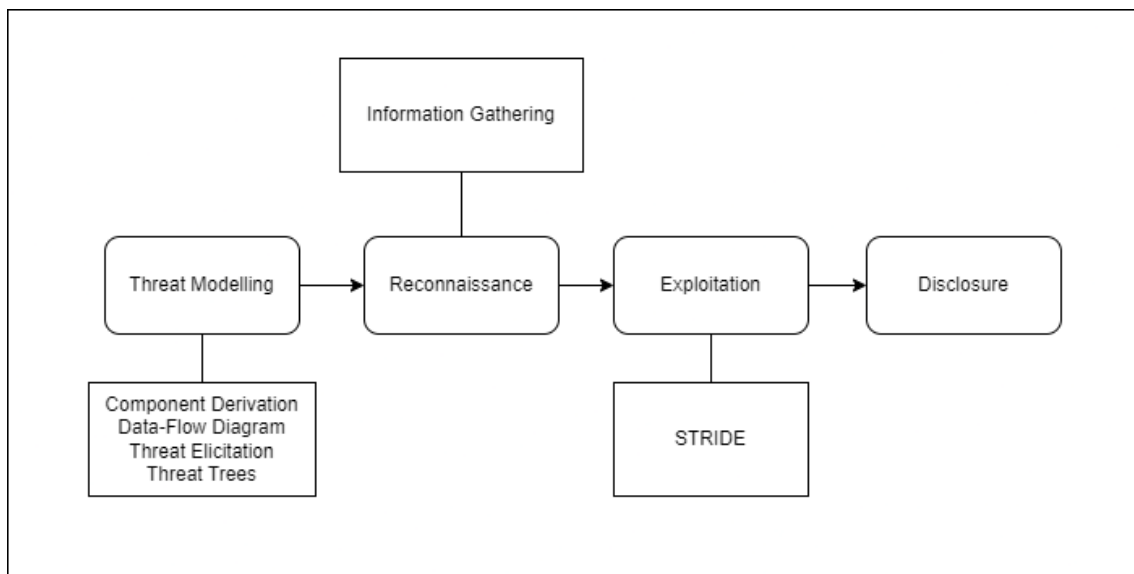 Information Gathering
Threat Modelling
Reconnaissance
Exploitation
Disclosure
Component Derivation
Data-Flow Diagram
Threat Elicitation
Threat Trees
STRIDE